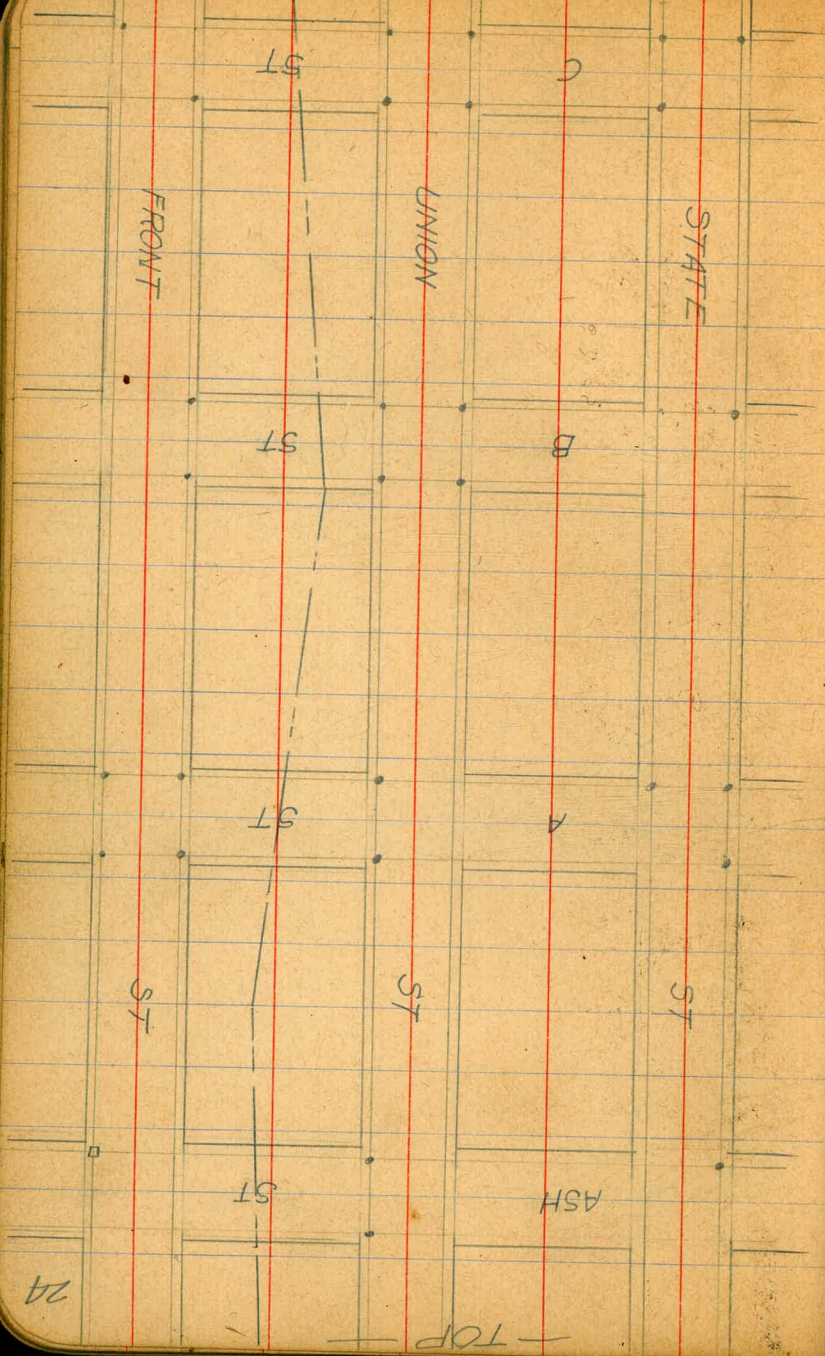 — TOP —
24
ASH ST
A ST
B ST
C ST
STATE ST
UNION ST
FRONT ST